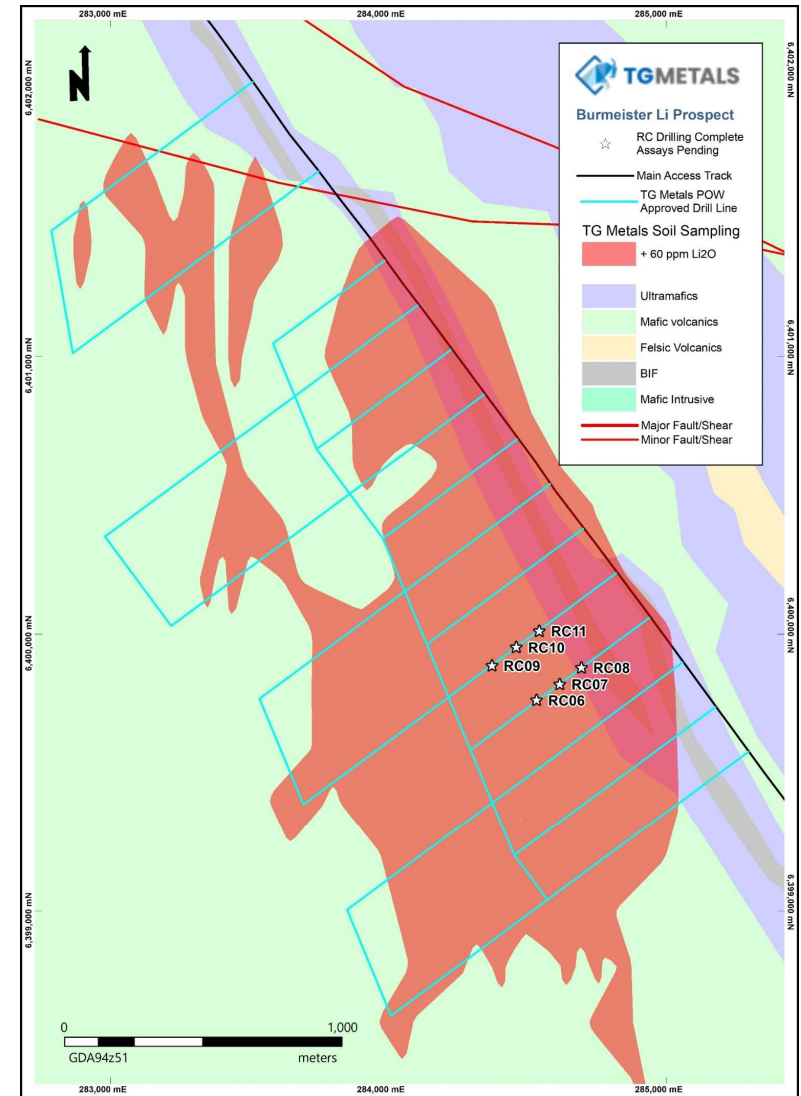 283,000 mE
284,000 mE
285,000 mE
6,402,000 mN
6,402,000 mN
N
TGMETALS
Burmeister Li Prospect
RC Drilling Complete
Assays Pending
Main Access Track
TG Metals POW
Approved Drill Line
TG Metals Soil Sampling
+ 60 ppm Li2O
Ultramafics
Mafic volcanics
Felsic Volcanics
BIF
Mafic Intrusive
Major Fault/Shear
Minor Fault/Shear
6,401,000 mN
6,401,000 mN
6,400,000 mN
6,400,000 mN
RC11
RC10
RC09
RC08
RC07
RC06
6,399,000 mN
6,399,000 mN
0
1,000
GDA94z51
meters
283,000 mE
284,000 mE
285,000 mE